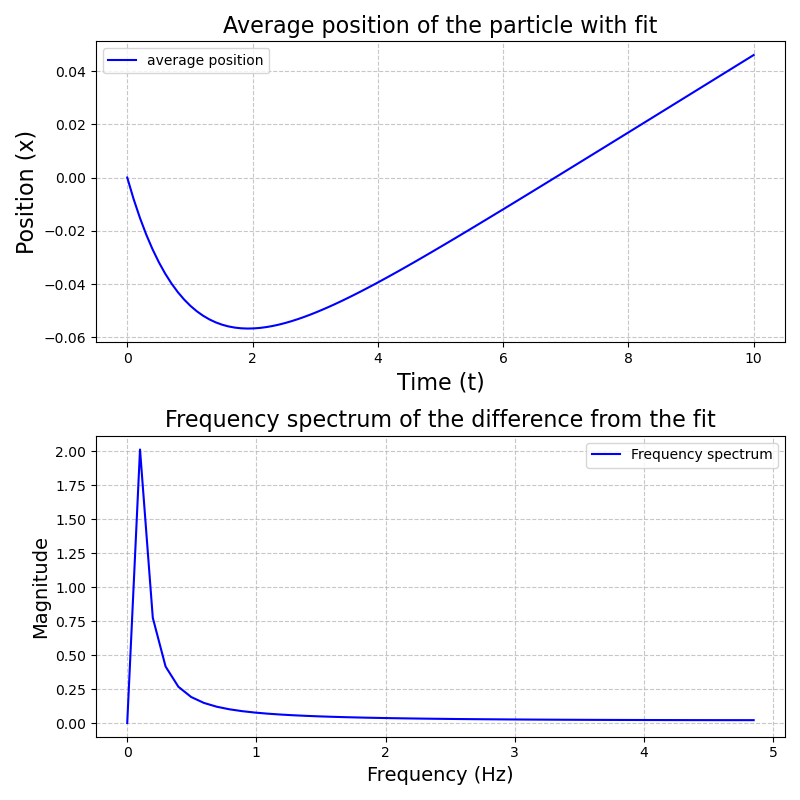 Average position of the particle with fit
average position
Position (x)
0.04
0.02
0.00
−0.02
−0.04
−0.06
0 2 4 6 8 10
Time (t)
Frequency spectrum of the difference from the fit
Frequency spectrum
Magnitude
2.00
1.75
1.50
1.25
1.00
0.75
0.50
0.25
0.00
0 1 2 3 4 5
Frequency (Hz)